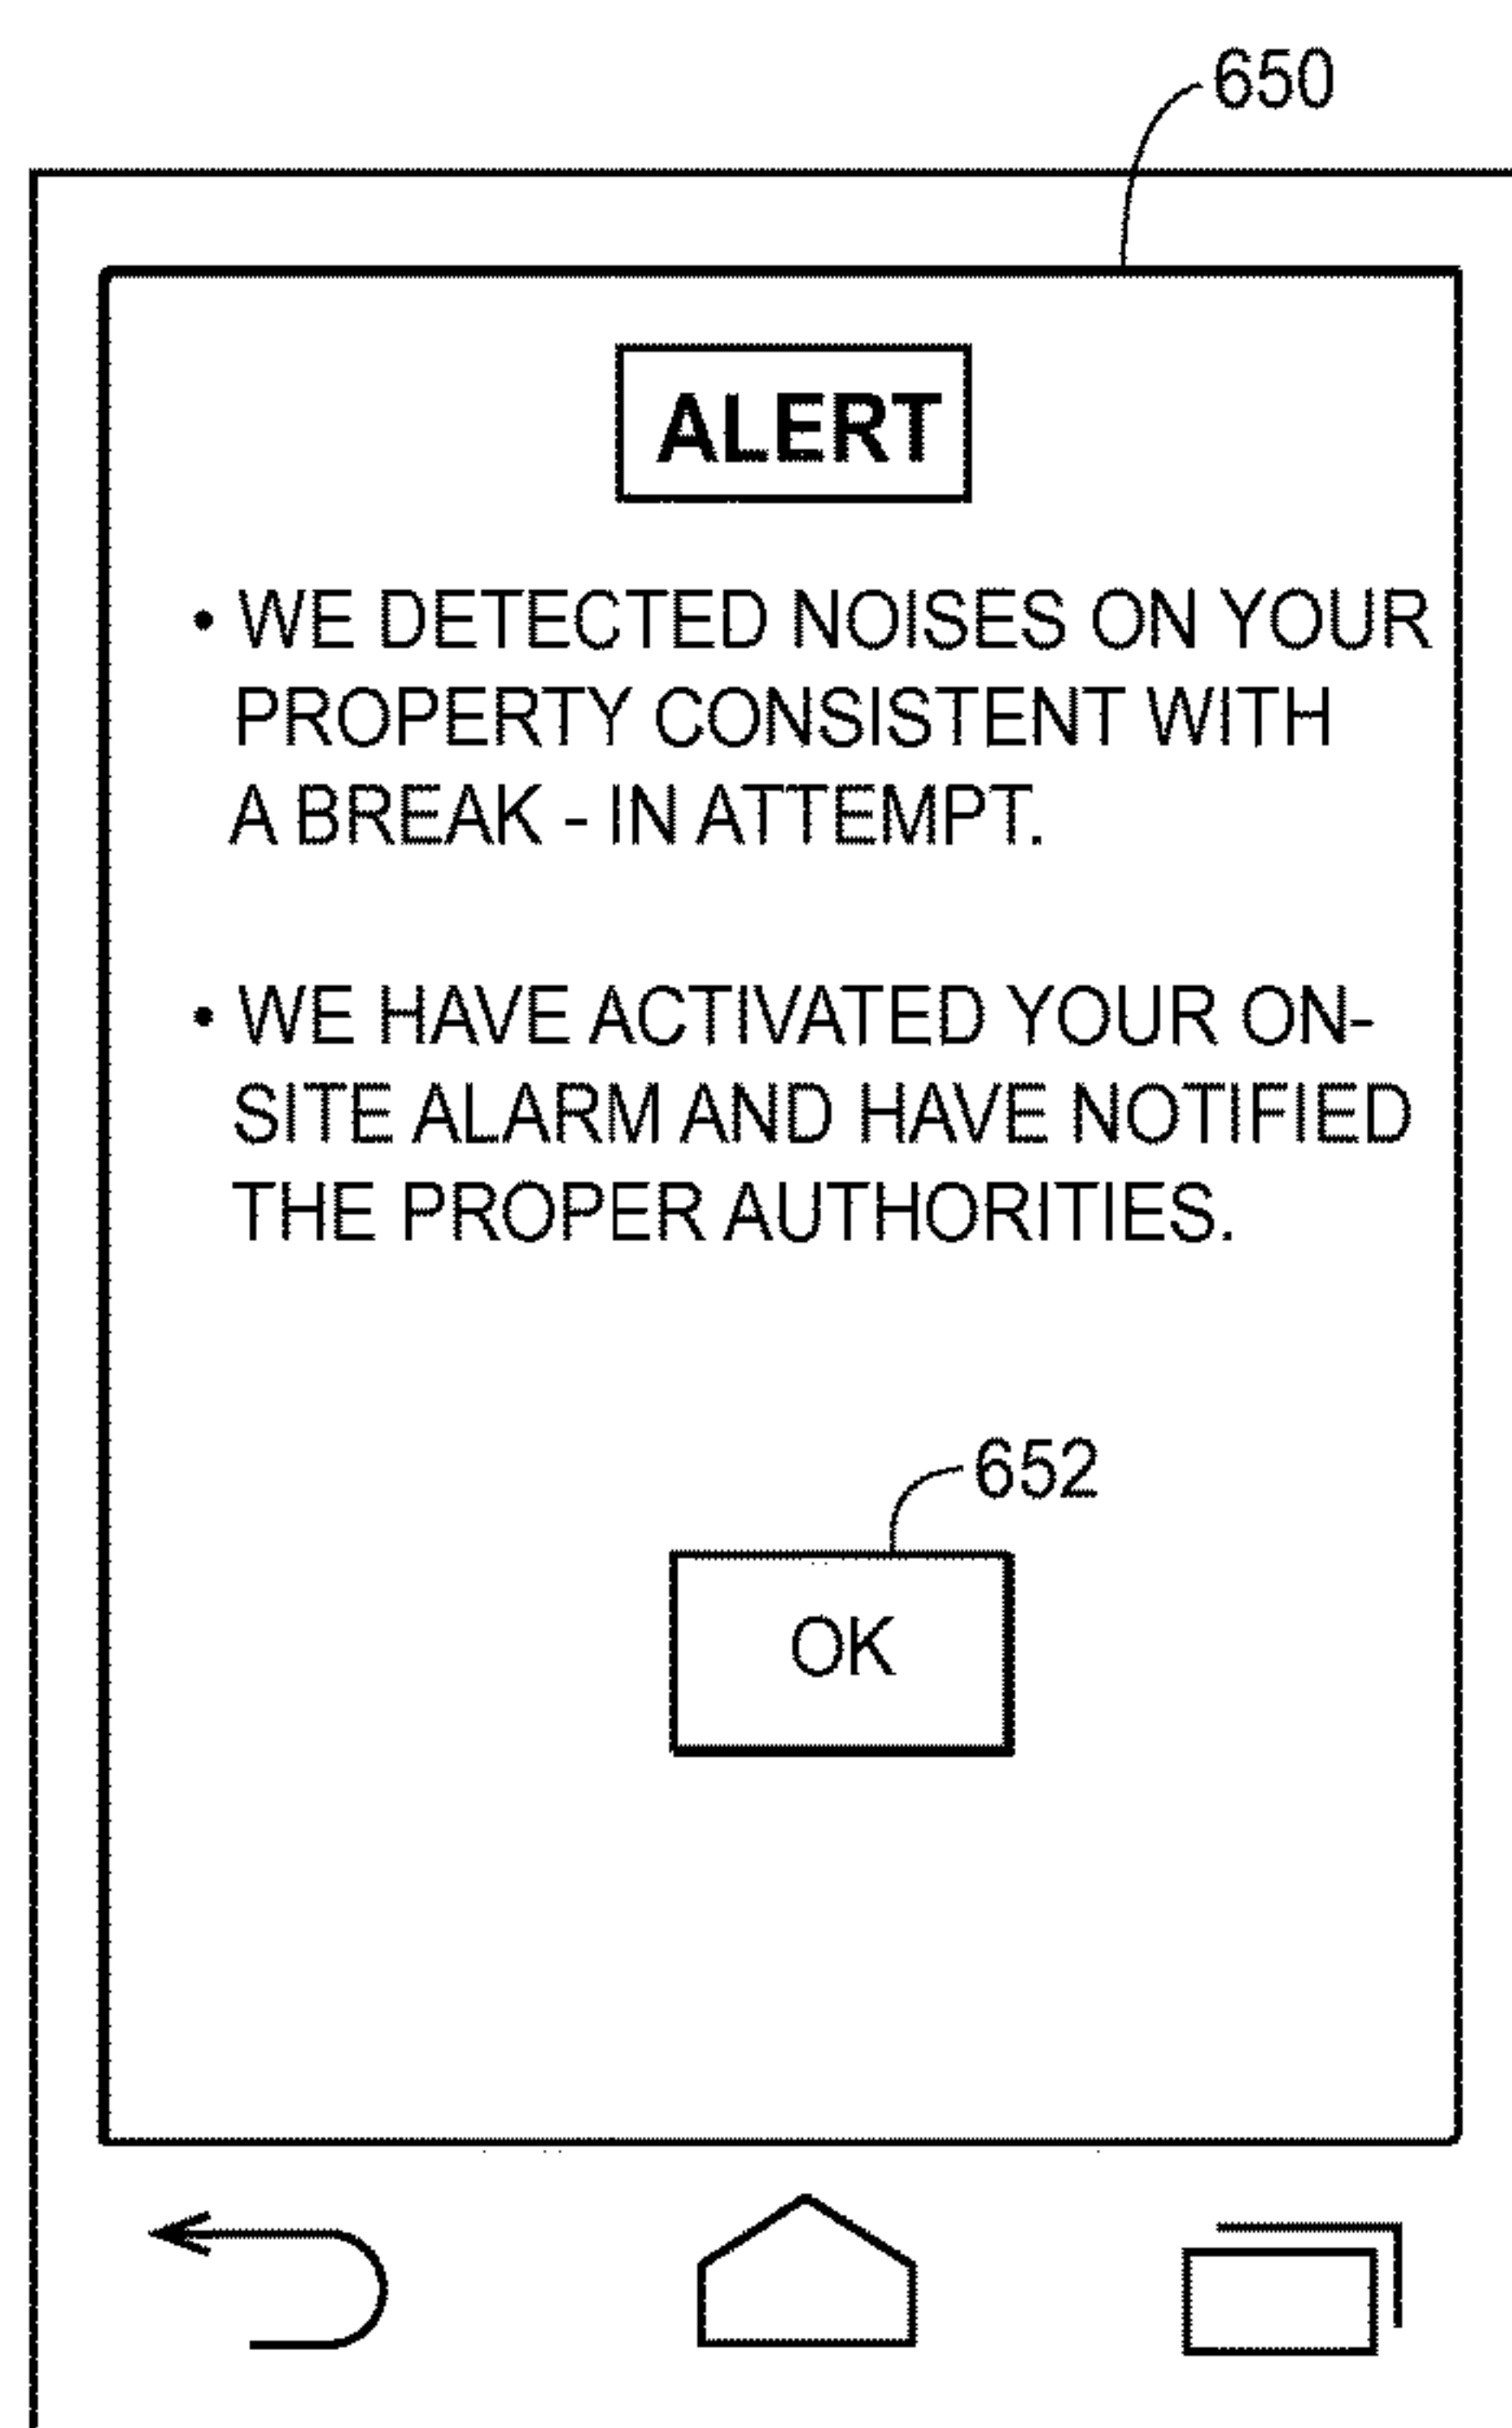 650
ALERT
• WE DETECTED NOISES ON YOUR
PROPERTY CONSISTENT WITH
A BREAK - IN ATTEMPT.
• WE HAVE ACTIVATED YOUR ON-
SITE ALARM AND HAVE NOTIFIED
THE PROPER AUTHORITIES.
652
OK